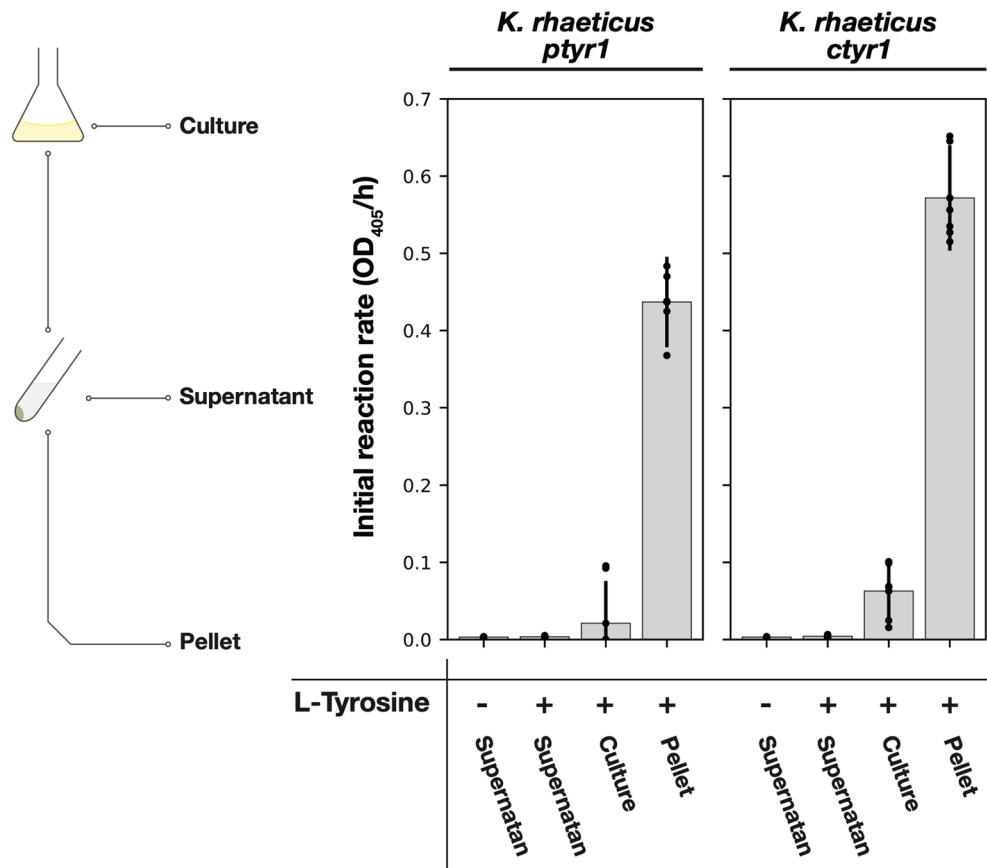 K. rhaeticus
ptyr1
K. rhaeticus
ctyr1
Culture
Supernatant
Pellet
Initial reaction rate (OD405/h)
0.7
0.6
0.5
0.4
0.3
0.2
0.1
0.0
L-Tyrosine - + + + - + + +
Supernatan
Supernatan
Culture
Pellet
Supernatan
Supernatan
Culture
Pellet